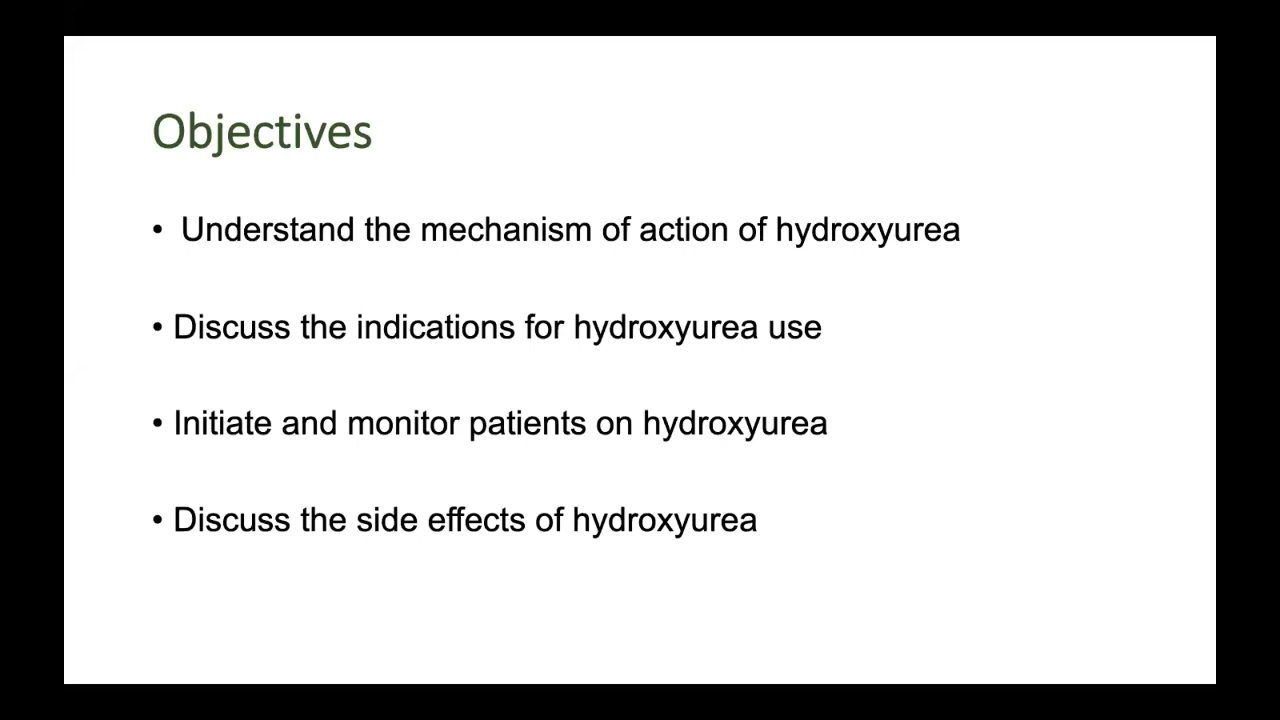 Objectives
• Understand the mechanism of action of hydroxyurea
• Discuss the indications for hydroxyurea use
• Initiate and monitor patients on hydroxyurea
• Discuss the side effects of hydroxyurea